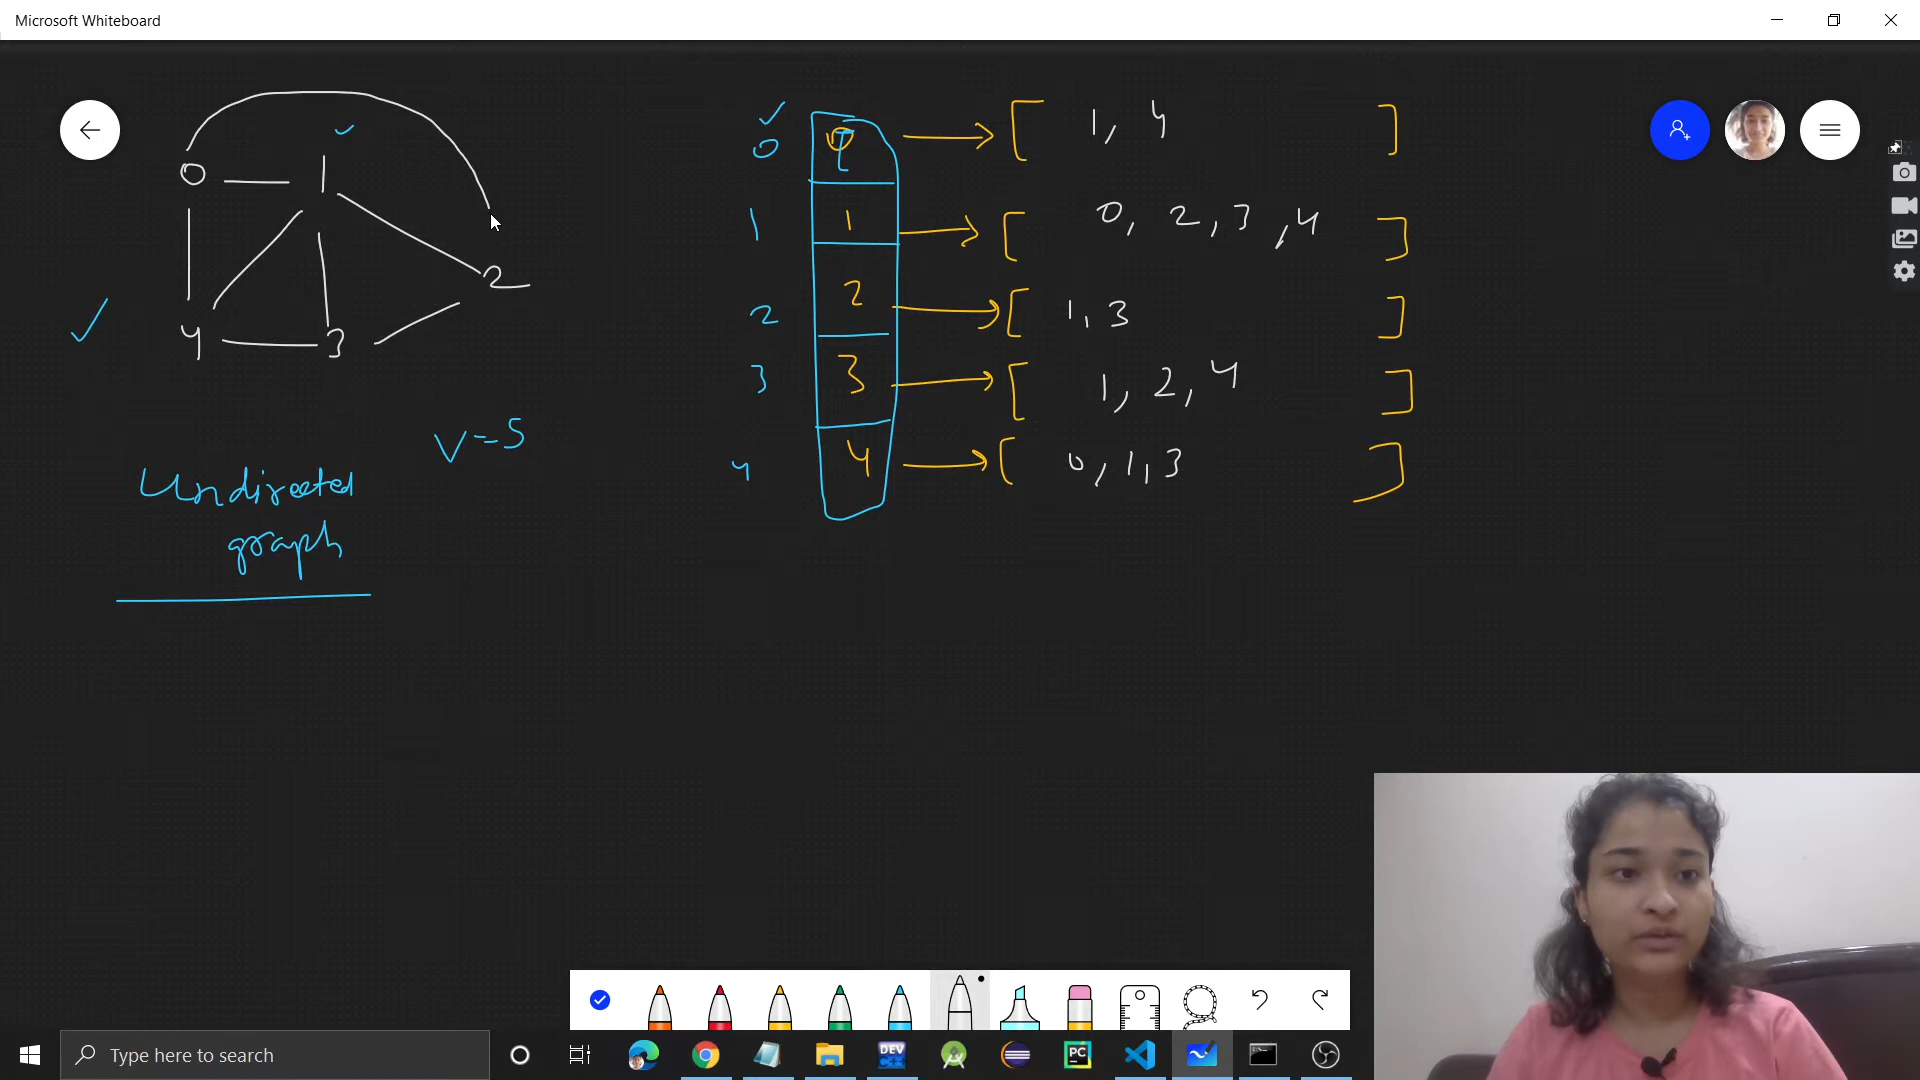 Microsoft Whiteboard
0 1
2
4 3
V=5
Undirected
graph
0 0 → [ 1, 4 ]
1 1 → [ 0, 2, 3, 4 ]
2 2 → [ 1, 3 ]
3 3 → [ 1, 2, 4 ]
4 4 → [ 0, 1, 3 ]
Type here to search
DEV
C++
PC